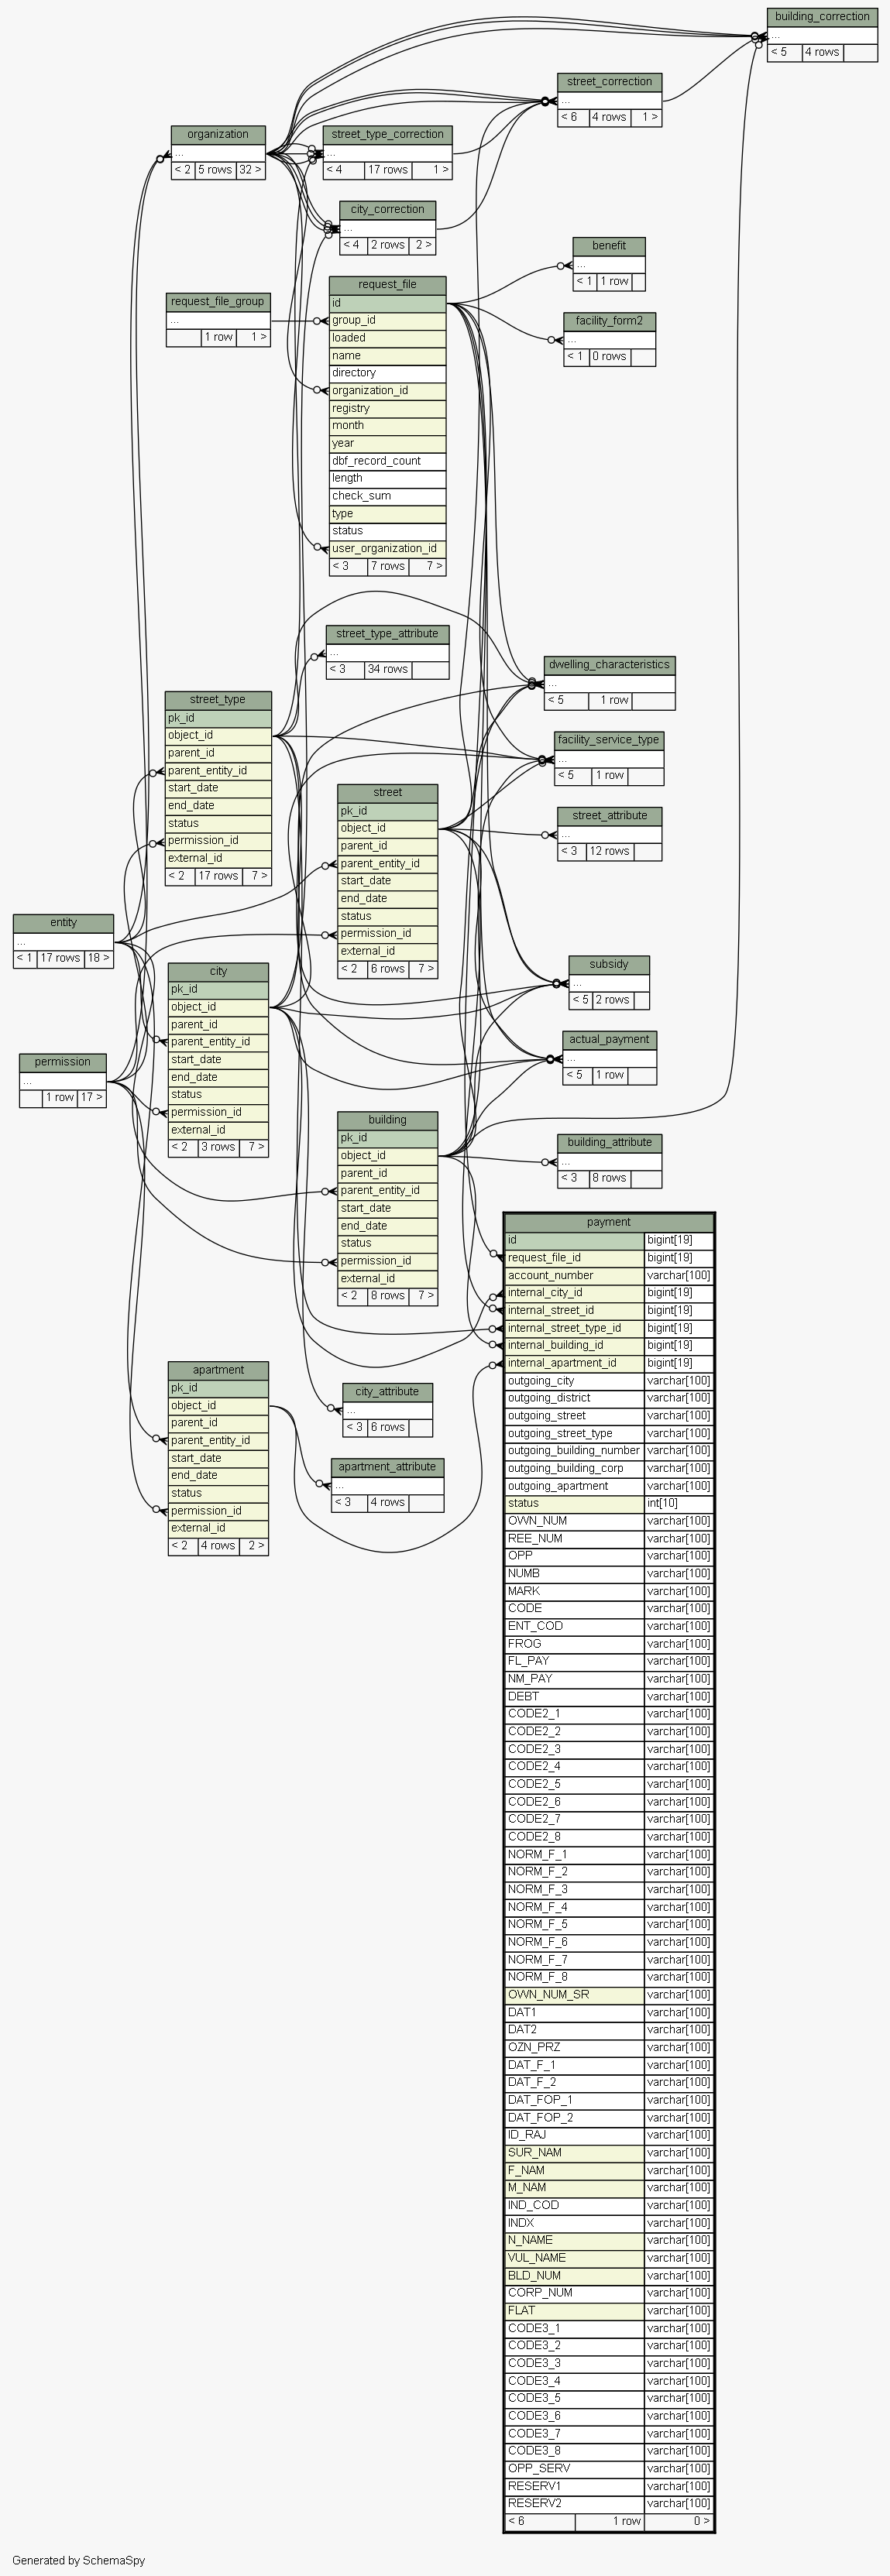 building_correction
...
< 5 4 rows
street_correction
...
< 6 4 rows 1 >
organization
...
< 2 5 rows 32 >
street_type_correction
...
< 4 17 rows 1 >
city_correction
...
< 4 2 rows 2 >
benefit
...
< 1 1 row
request_file_group
...
1 row 1 >
request_file
id
group_id
loaded
name
directory
organization_id
registry
month
year
dbf_record_count
length
check_sum
type
status
user_organization_id
< 3 7 rows 7 >
facility_form2
...
< 1 0 rows
street_type_attribute
...
< 3 34 rows
dwelling_characteristics
...
< 5 1 row
street_type
pk_id
object_id
parent_id
parent_entity_id
start_date
end_date
status
permission_id
external_id
< 2 17 rows 7 >
facility_service_type
...
< 5 1 row
street
pk_id
object_id
parent_id
parent_entity_id
start_date
end_date
status
permission_id
external_id
< 2 6 rows 7 >
street_attribute
...
< 3 12 rows
entity
...
< 1 17 rows 18 >
city
pk_id
object_id
parent_id
parent_entity_id
start_date
end_date
status
permission_id
external_id
< 2 3 rows 7 >
subsidy
...
< 5 2 rows
actual_payment
...
< 5 1 row
permission
...
1 row 17 >
building
pk_id
object_id
parent_id
parent_entity_id
start_date
end_date
status
permission_id
external_id
< 2 8 rows 7 >
building_attribute
...
< 3 8 rows
apartment
pk_id
object_id
parent_id
parent_entity_id
start_date
end_date
status
permission_id
external_id
< 2 4 rows 2 >
city_attribute
...
< 3 6 rows
apartment_attribute
...
< 3 4 rows
payment
id bigint[19]
request_file_id bigint[19]
account_number varchar[100]
internal_city_id bigint[19]
internal_street_id bigint[19]
internal_street_type_id bigint[19]
internal_building_id bigint[19]
internal_apartment_id bigint[19]
outgoing_city varchar[100]
outgoing_district varchar[100]
outgoing_street varchar[100]
outgoing_street_type varchar[100]
outgoing_building_number varchar[100]
outgoing_building_corp varchar[100]
outgoing_apartment varchar[100]
status int[10]
OWN_NUM varchar[100]
REE_NUM varchar[100]
OPP varchar[100]
NUMB varchar[100]
MARK varchar[100]
CODE varchar[100]
ENT_COD varchar[100]
FROG varchar[100]
FL_PAY varchar[100]
NM_PAY varchar[100]
DEBT varchar[100]
CODE2_1 varchar[100]
CODE2_2 varchar[100]
CODE2_3 varchar[100]
CODE2_4 varchar[100]
CODE2_5 varchar[100]
CODE2_6 varchar[100]
CODE2_7 varchar[100]
CODE2_8 varchar[100]
NORM_F_1 varchar[100]
NORM_F_2 varchar[100]
NORM_F_3 varchar[100]
NORM_F_4 varchar[100]
NORM_F_5 varchar[100]
NORM_F_6 varchar[100]
NORM_F_7 varchar[100]
NORM_F_8 varchar[100]
OWN_NUM_SR varchar[100]
DAT1 varchar[100]
DAT2 varchar[100]
OZN_PRZ varchar[100]
DAT_F_1 varchar[100]
DAT_F_2 varchar[100]
DAT_FOP_1 varchar[100]
DAT_FOP_2 varchar[100]
ID_RAJ varchar[100]
SUR_NAM varchar[100]
F_NAM varchar[100]
M_NAM varchar[100]
IND_COD varchar[100]
INDX varchar[100]
N_NAME varchar[100]
VUL_NAME varchar[100]
BLD_NUM varchar[100]
CORP_NUM varchar[100]
FLAT varchar[100]
CODE3_1 varchar[100]
CODE3_2 varchar[100]
CODE3_3 varchar[100]
CODE3_4 varchar[100]
CODE3_5 varchar[100]
CODE3_6 varchar[100]
CODE3_7 varchar[100]
CODE3_8 varchar[100]
OPP_SERV varchar[100]
RESERV1 varchar[100]
RESERV2 varchar[100]
< 6 1 row 0 >
Generated by SchemaSpy